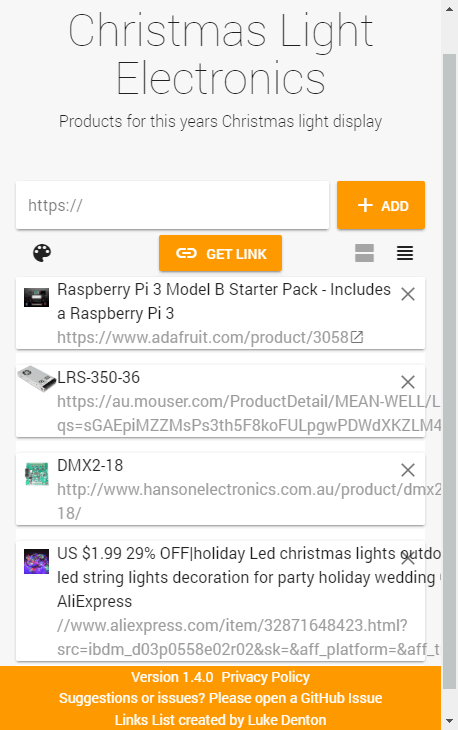 Christmas Light
Electronics
Products for this years Christmas light display
https://
ADD
GET LINK
Raspberry Pi 3 Model B Starter Pack - Includes
a Raspberry Pi 3
https://www.adafruit.com/product/3058
LRS-350-36
https://au.mouser.com/ProductDetail/MEAN-WELL/L
qs=sGAEpiMZZMsPs3th5F8koFULpgwPDWdXKZLM4
DMX2-18
http://www.hansonelectronics.com.au/product/dmx2
18/
US $1.99 29% OFF|holiday Led christmas lights outdo
led string lights decoration for party holiday wedding
AliExpress
//www.aliexpress.com/item/32871648423.html?
src=ibdm_d03p0558e02r02&sk=&aff_platform=&aff_t
Version 1.4.0 Privacy Policy
Suggestions or issues? Please open a GitHub Issue
Links List created by Luke Denton